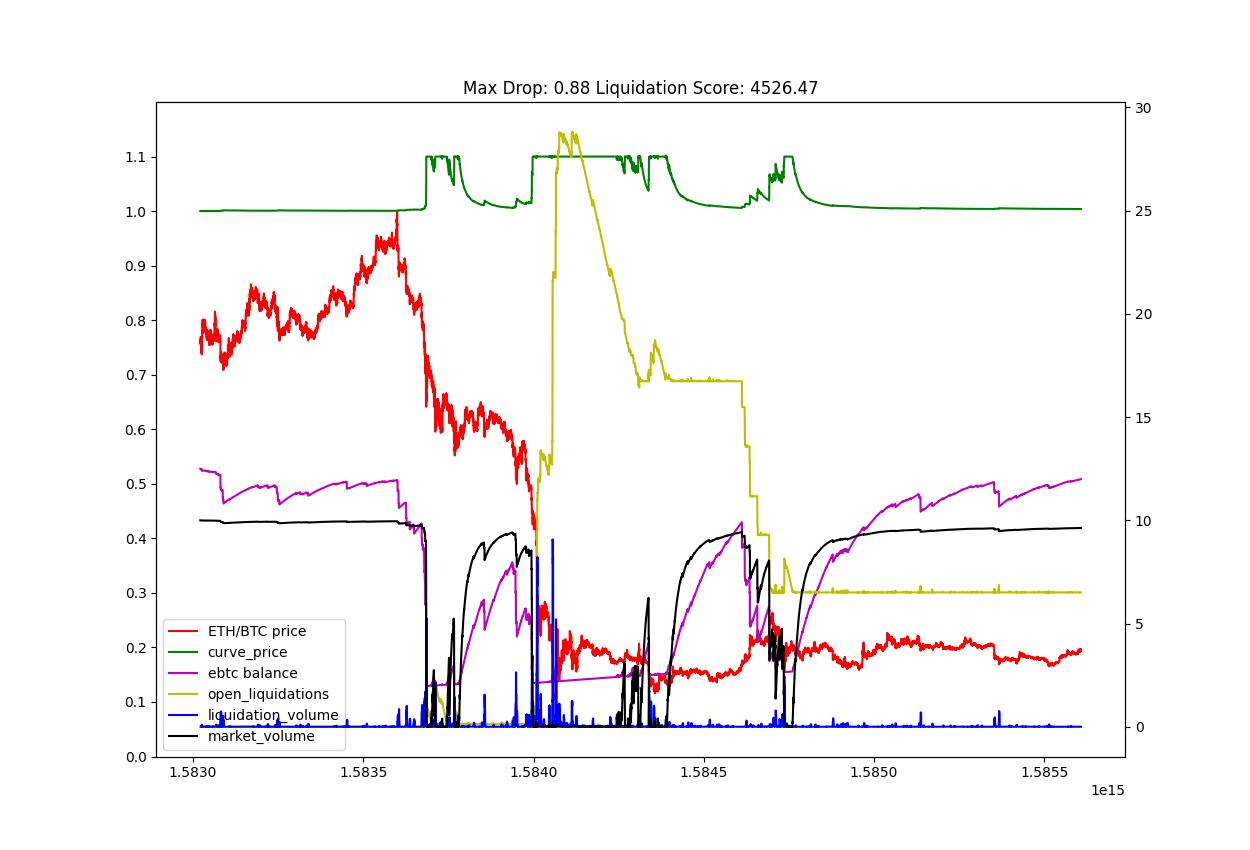 Max Drop: 0.88 Liquidation Score: 4526.47
30
1.1
1.0
25
0.9
0.8
20
0.7
0.6
15
0.5
10
0.4
0.3
5
0.2
0.1
0
0.0
ETH/BTC price
curve_price
ebtc balance
open_liquidations
liquidation_volume
market_volume
1.5830 1.5835 1.5840 1.5845 1.5850 1.5855
1e15